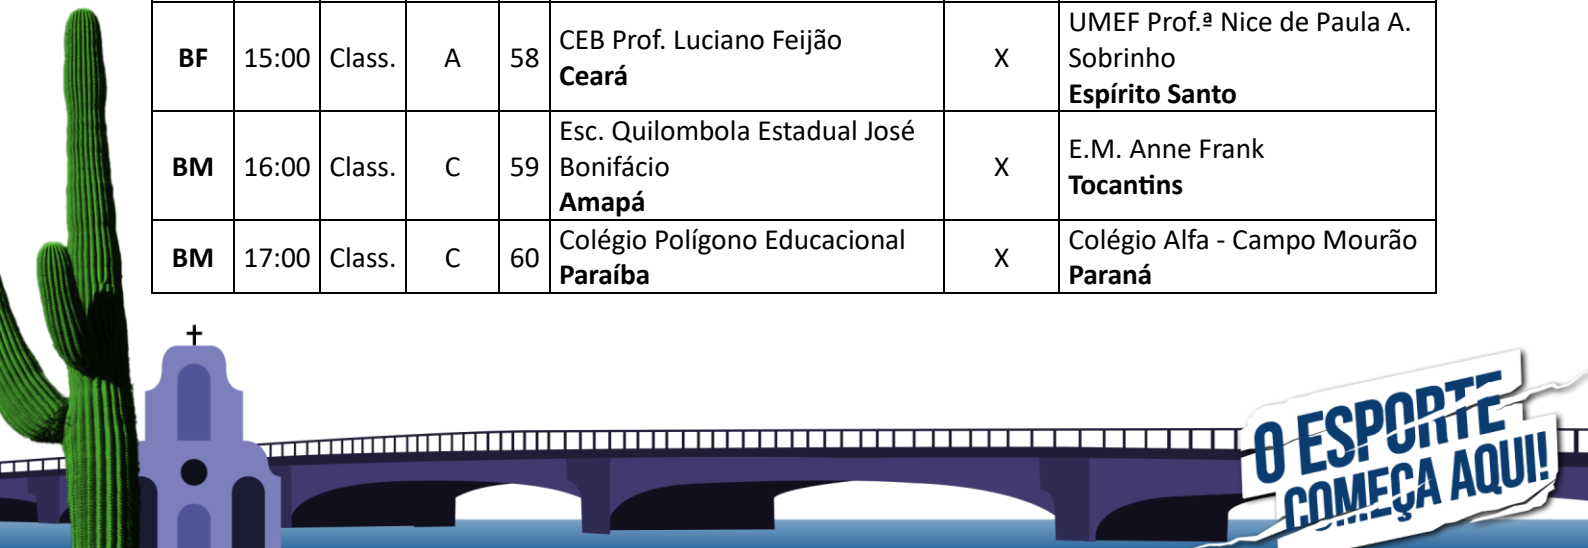 BF 15:00 Class. A 58 CEB Prof. Luciano Feijão
Ceará
X
UMEF Prof.ª Nice de Paula A.
Sobrinho
Espírito Santo
BM 16:00 Class. C 59 Esc. Quilombola Estadual José
Bonifácio
Amapá
X
E.M. Anne Frank
Tocantins
BM 17:00 Class. C 60 Colégio Polígono Educacional
Paraíba
X
Colégio Alfa - Campo Mourão
Paraná
O ESPORTE
COMEÇA AQUI!